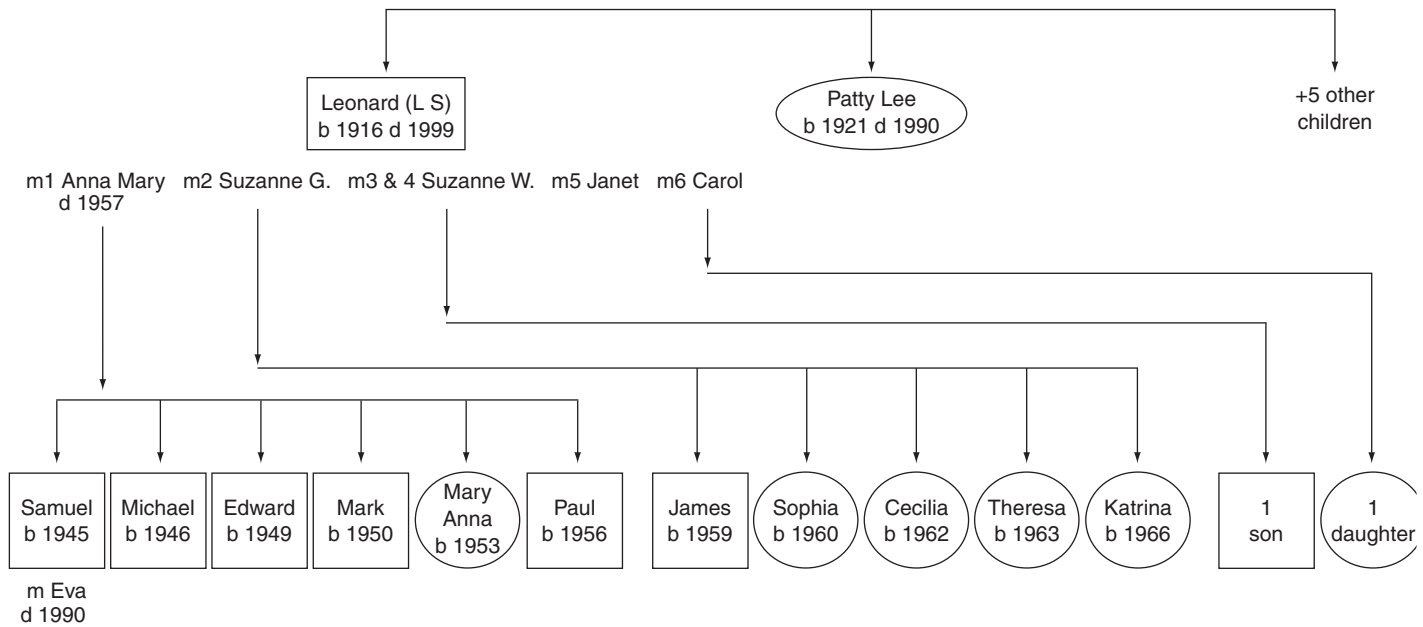 Leonard (L S)
b 1916 d 1999
Patty Lee
b 1921 d 1990
+5 other
children
m1 Anna Mary
d 1957
m2 Suzanne G.
m3 & 4 Suzanne W.
m5 Janet
m6 Carol
Samuel
b 1945
Michael
b 1946
Edward
b 1949
Mark
b 1950
Mary
Anna
b 1953
Paul
b 1956
James
b 1959
Sophia
b 1960
Cecilia
b 1962
Theresa
b 1963
Katrina
b 1966
1
son
1
daughter
m Eva
d 1990